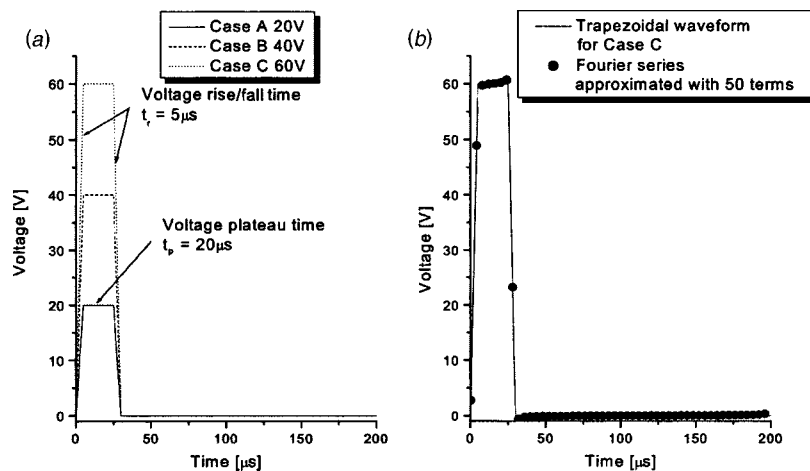 (a)
Case A 20V
Case B 40V
Case C 60V
Voltage rise/fall time
tr = 5μs
Voltage plateau time
tp = 20μs
Voltage [V]
60
50
40
30
20
10
0
0
50
100
150
200
Time [μs]
(b)
Trapezoidal waveform
for Case C
Fourier series
approximated with 50 terms
Voltage [V]
60
50
40
30
20
10
0
0
50
100
150
200
Time [μs]